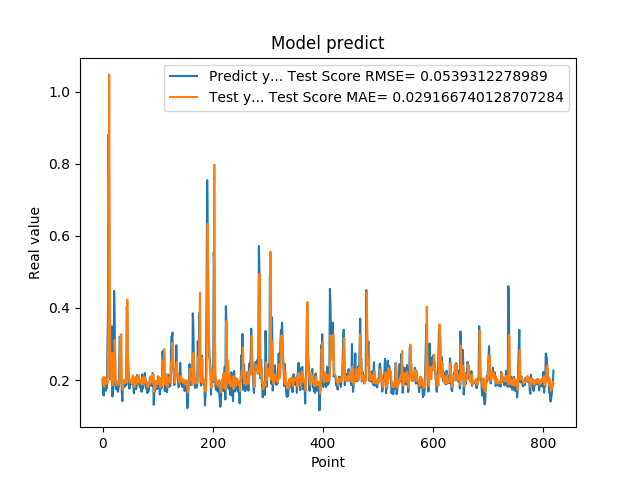 Model predict
Predict y... Test Score RMSE= 0.0539312278989
Test y... Test Score MAE= 0.029166740128707284
1.0
0.8
0.6
0.4
0.2
Real value
0
200
400
600
800
Point